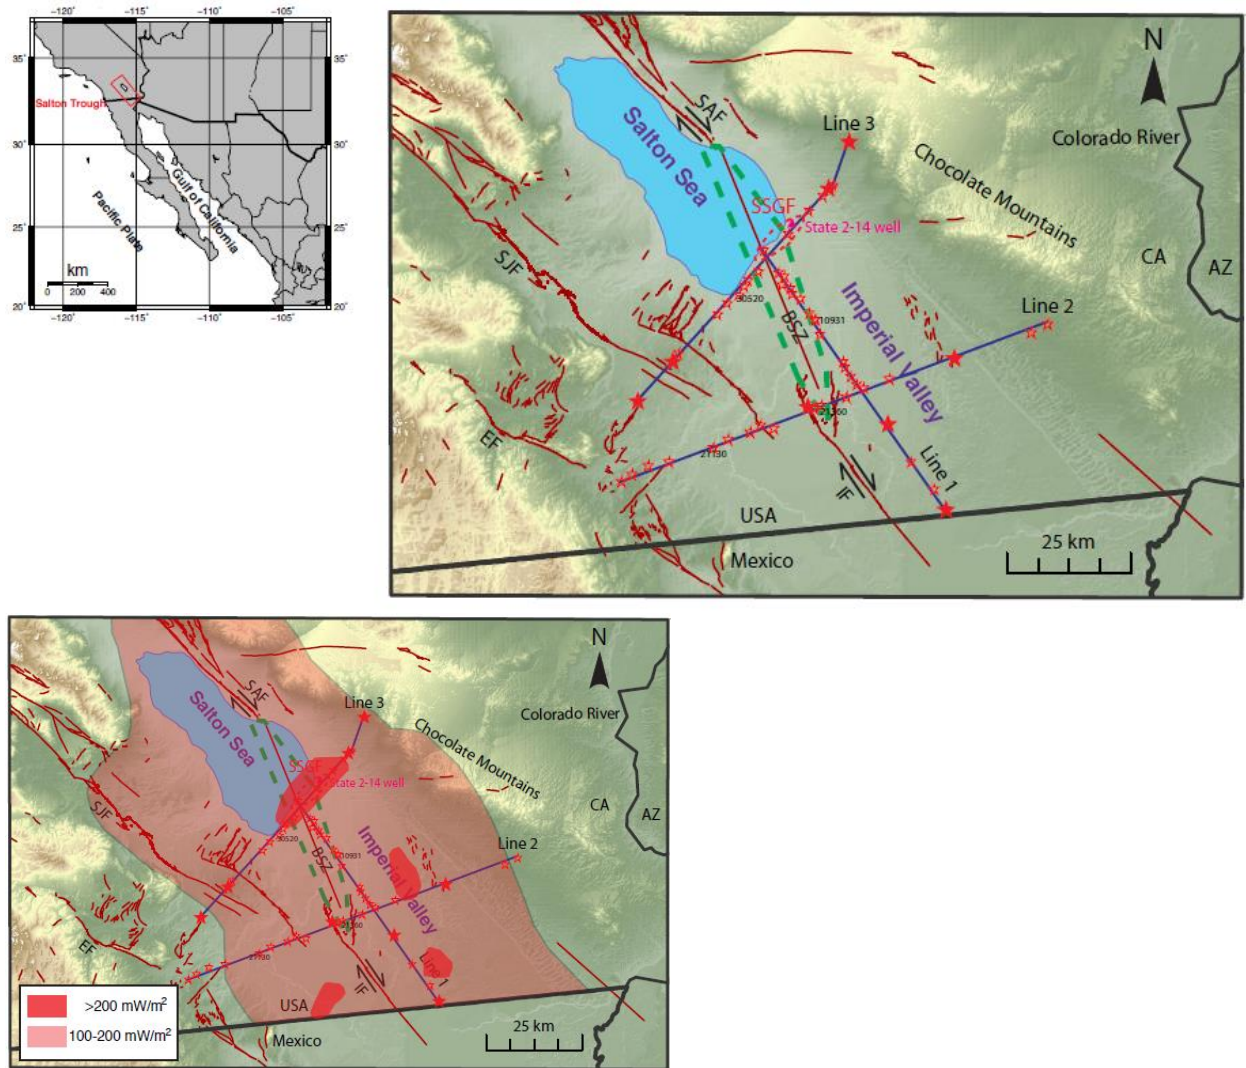 −120° −115° −110° −105°
35° 35°
Salton Trough
30° 30°
Gulf of California
Pacific Plate
25° 25°
km
0 200 400
20° 20°
−120° −115° −110° −105°
N
SAF
Line 3
Colorado River
Salton Sea
Chocolate Mountains
SSGF
State 2-14 well
CA
AZ
SJF
30520
Imperial Valley
Line 2
BSZ
10931
EF
21360
27130
Line 1
IF
USA
25 km
Mexico
N
SAF
Line 3
Colorado River
Salton Sea
Chocolate Mountains
SSGF
State 2-14 well
CA
AZ
SJF
30520
Imperial Valley
Line 2
BSZ
10931
EF
21360
27130
Line 1
IF
>200 mW/m²
USA
100-200 mW/m²
25 km
Mexico